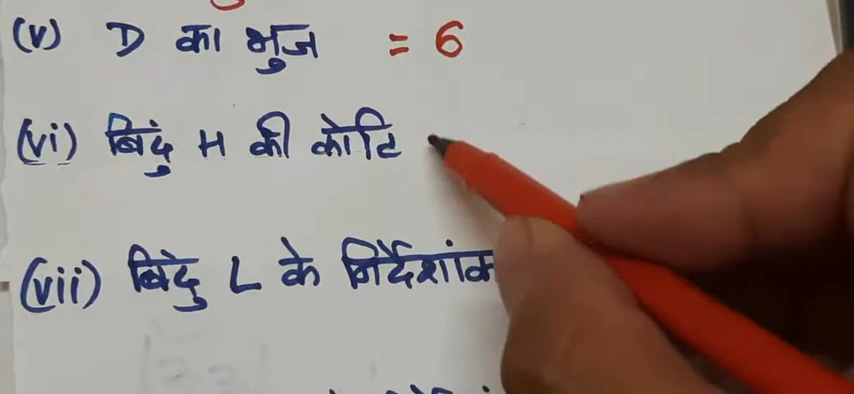 (v) D का भुज = 6
(vi) बिंदु H की कोटि
(vii) बिंदु L के निर्देशांक